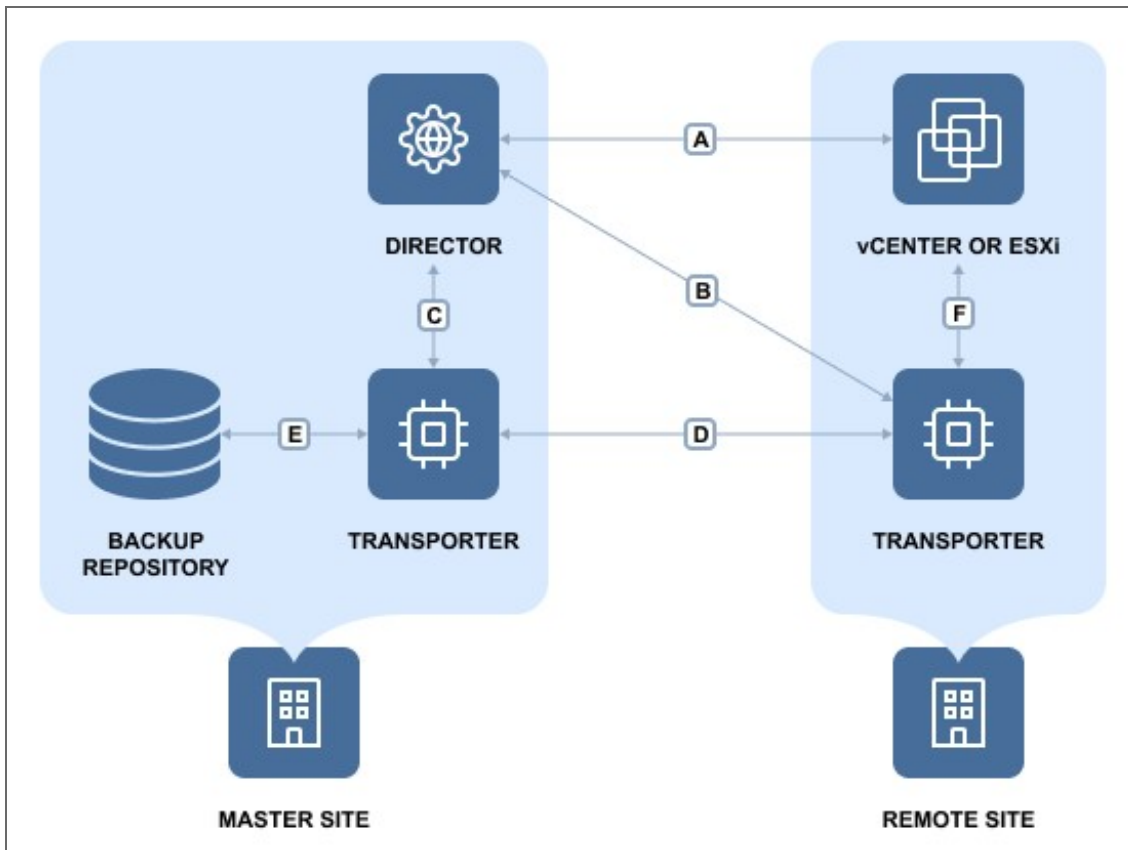 A
DIRECTOR
vCENTER OR ESXi
B
C
F
E
D
BACKUP
REPOSITORY
TRANSPORTER
TRANSPORTER
MASTER SITE
REMOTE SITE